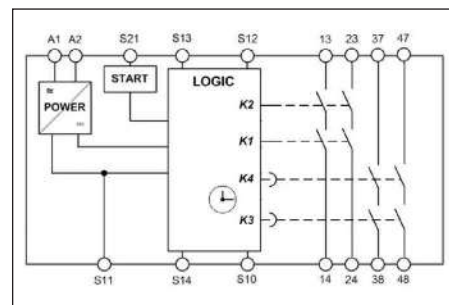 A1 A2 S21 S13 S12 13 23 37 47
START
LOGIC
POWER
K2
K1
K4
K3
S11 S14 S10 14 24 38 48